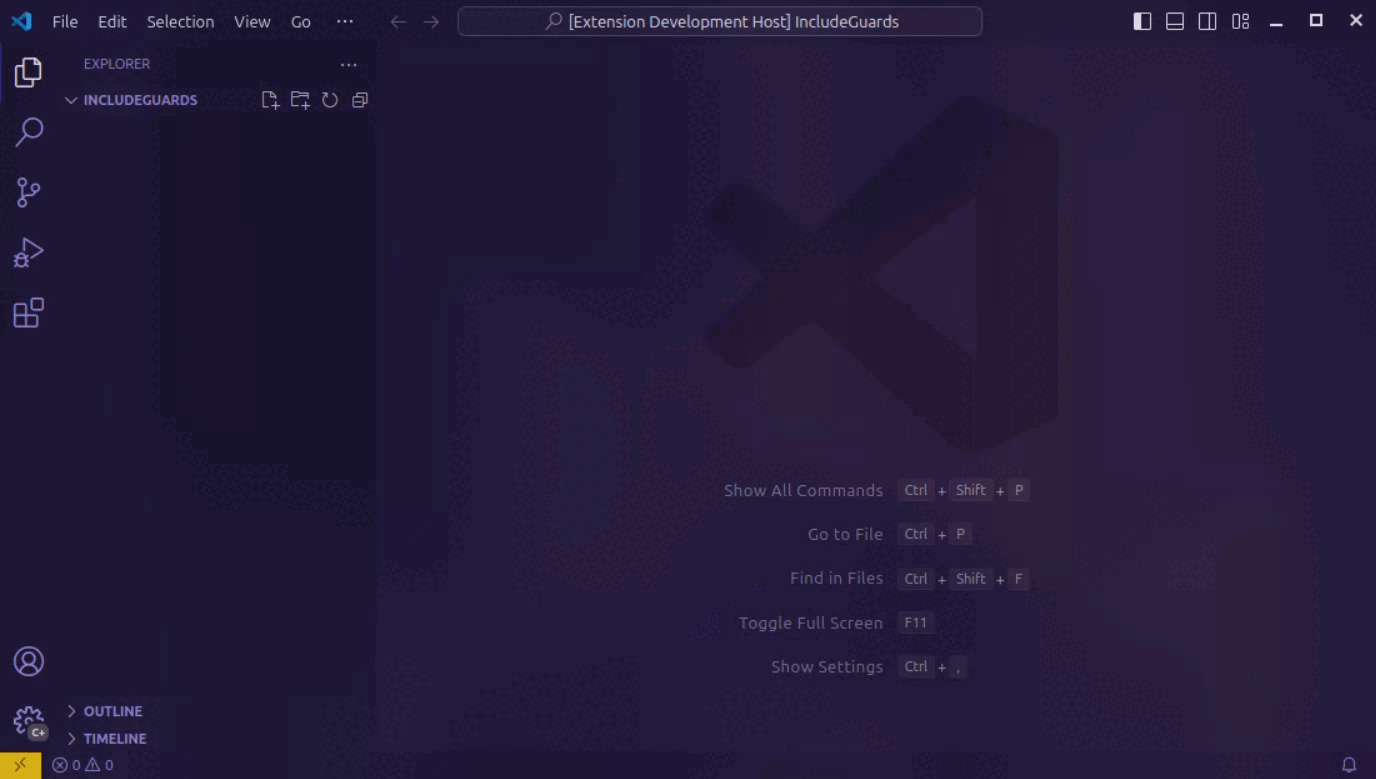 File Edit Selection View Go ...
[Extension Development Host] IncludeGuards
EXPLORER
INCLUDEGUARDS
Show All Commands Ctrl + Shift + P
Go to File Ctrl + P
Find in Files Ctrl + Shift + F
Toggle Full Screen F11
Show Settings Ctrl + ,
C+
OUTLINE
TIMELINE
0 0